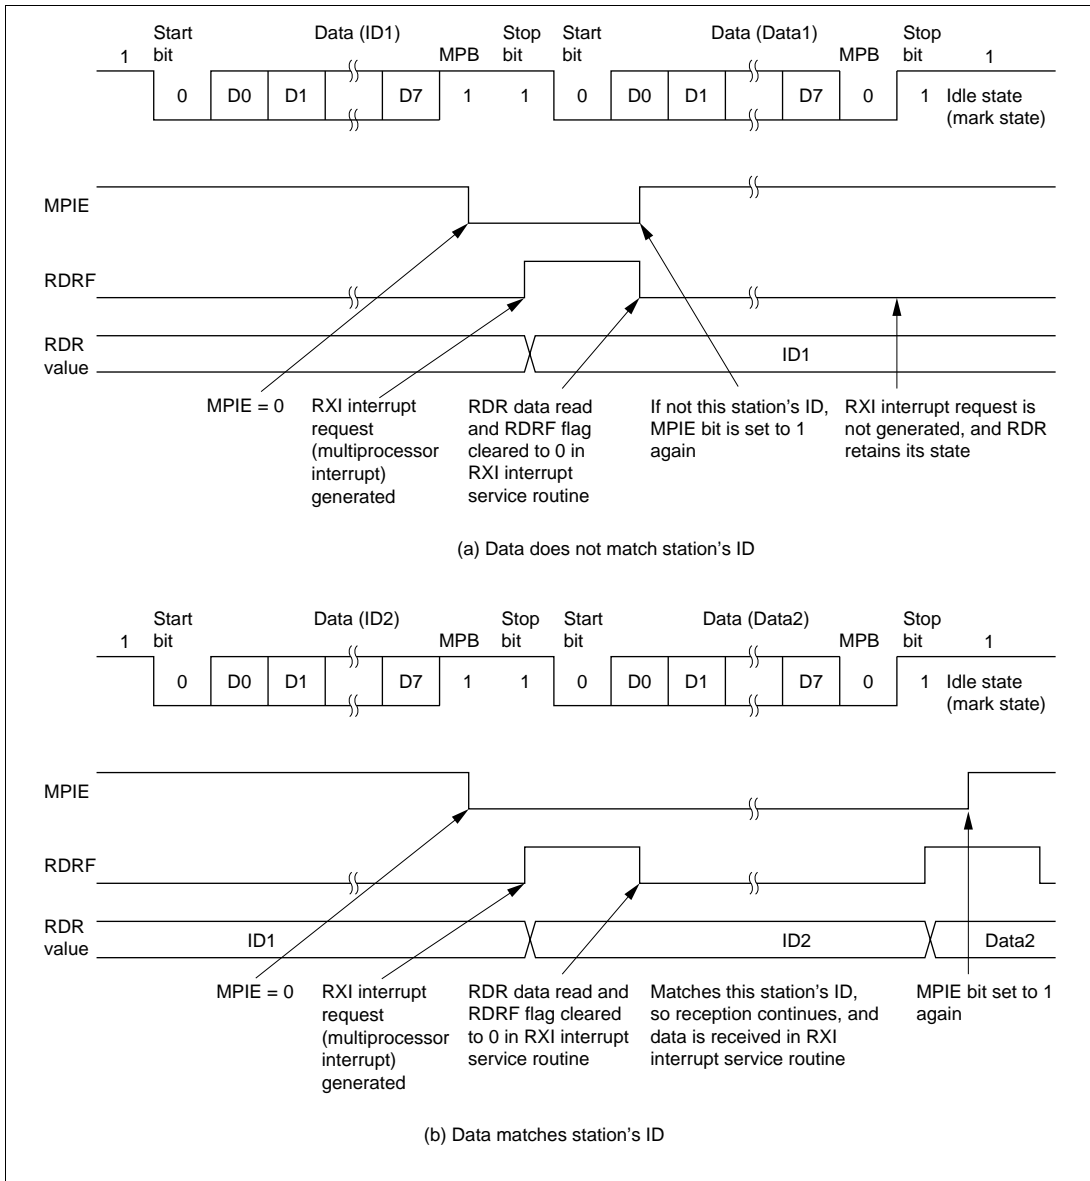 Start bit Data (ID1) MPB Stop bit Start bit Data (Data1) MPB Stop bit
1 1
0 D0 D1 D7 1 1 0 D0 D1 D7 0 1 Idle state
(mark state)
MPIE
RDRF
RDR
value
ID1
MPIE = 0
RXI interrupt
request
(multiprocessor
interrupt)
generated
RDR data read
and RDRF flag
cleared to 0 in
RXI interrupt
service routine
If not this station's ID,
MPIE bit is set to 1
again
RXI interrupt request is
not generated, and RDR
retains its state
(a) Data does not match station's ID
Start bit Data (ID2) MPB Stop bit Start bit Data (Data2) MPB Stop bit
1 1
0 D0 D1 D7 1 1 0 D0 D1 D7 0 1 Idle state
(mark state)
MPIE
RDRF
RDR
value
ID1 ID2 Data2
MPIE = 0
RXI interrupt
request
(multiprocessor
interrupt)
generated
RDR data read and
RDRF flag cleared
to 0 in RXI interrupt
service routine
Matches this station's ID,
so reception continues, and
data is received in RXI
interrupt service routine
MPIE bit set to 1
again
(b) Data matches station's ID